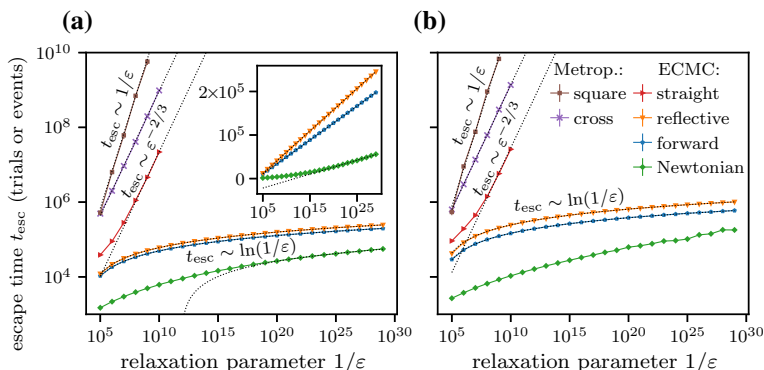 (a)
(b)
escape time t_esc (trials or events)
10^10
10^8
10^6
10^4
t_esc ~ 1/ε
t_esc ~ ε^−2/3
t_esc ~ ln(1/ε)
2×10^5
10^5
0
10^5 10^15 10^25
10^5 10^10 10^15 10^20 10^25 10^30
relaxation parameter 1/ε
t_esc ~ 1/ε
t_esc ~ ε^−2/3
t_esc ~ ln(1/ε)
Metrop.: ECMC:
square straight
cross reflective
forward
Newtonian
10^5 10^10 10^15 10^20 10^25 10^30
relaxation parameter 1/ε